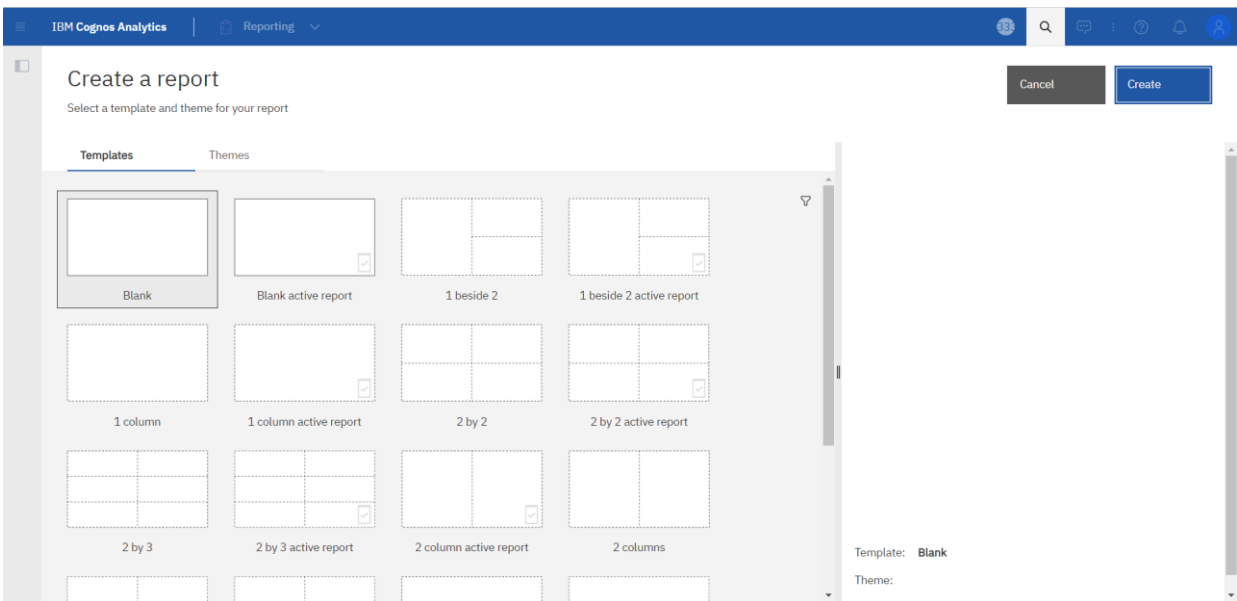 IBM Cognos Analytics
Reporting
Create a report
Select a template and theme for your report
Cancel
Create
Templates
Themes
Blank
Blank active report
1 beside 2
1 beside 2 active report
1 column
1 column active report
2 by 2
2 by 2 active report
2 by 3
2 by 3 active report
2 column active report
2 columns
Template: Blank
Theme: